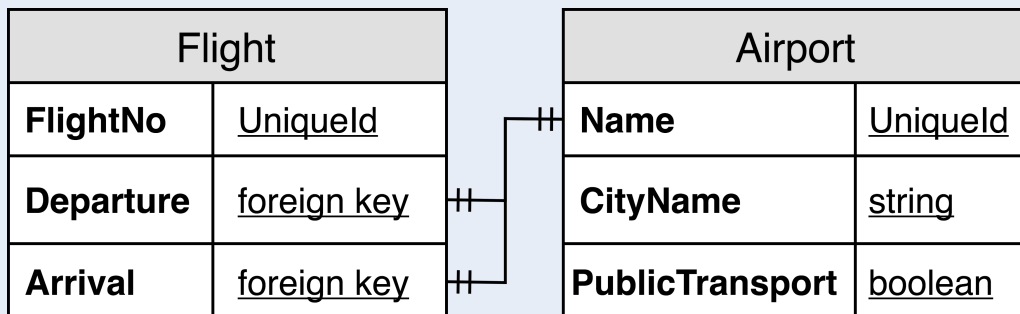 Flight
FlightNo UniqueId
Departure foreign key
Arrival foreign key
Airport
Name UniqueId
CityName string
PublicTransport boolean